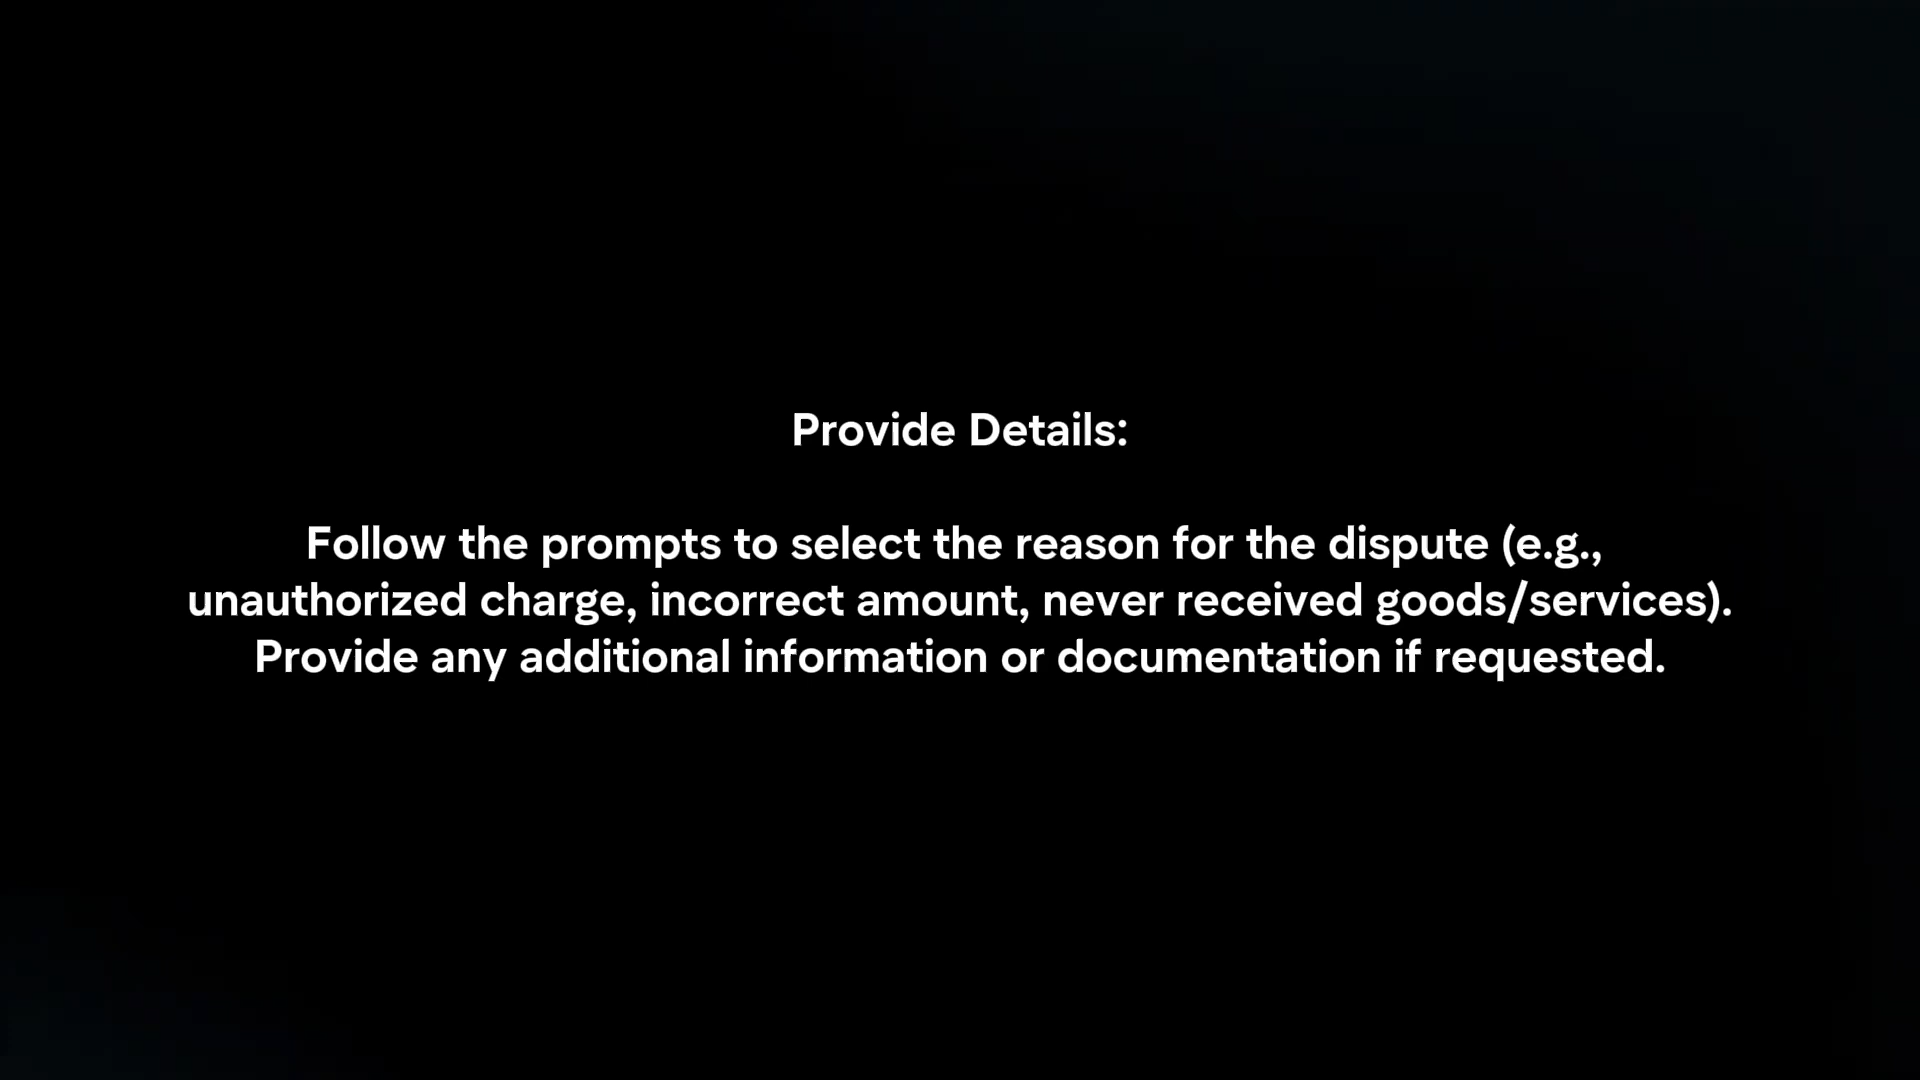 Provide Details:
Follow the prompts to select the reason for the dispute (e.g.,
unauthorized charge, incorrect amount, never received goods/services).
Provide any additional information or documentation if requested.